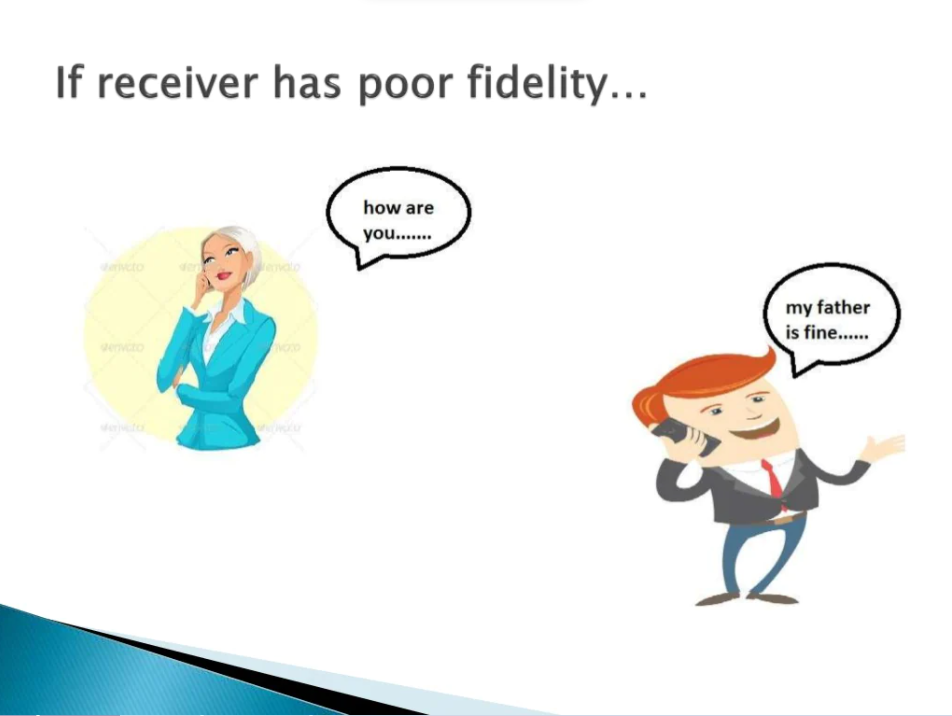 If receiver has poor fidelity...
how are
you.......
my father
is fine......